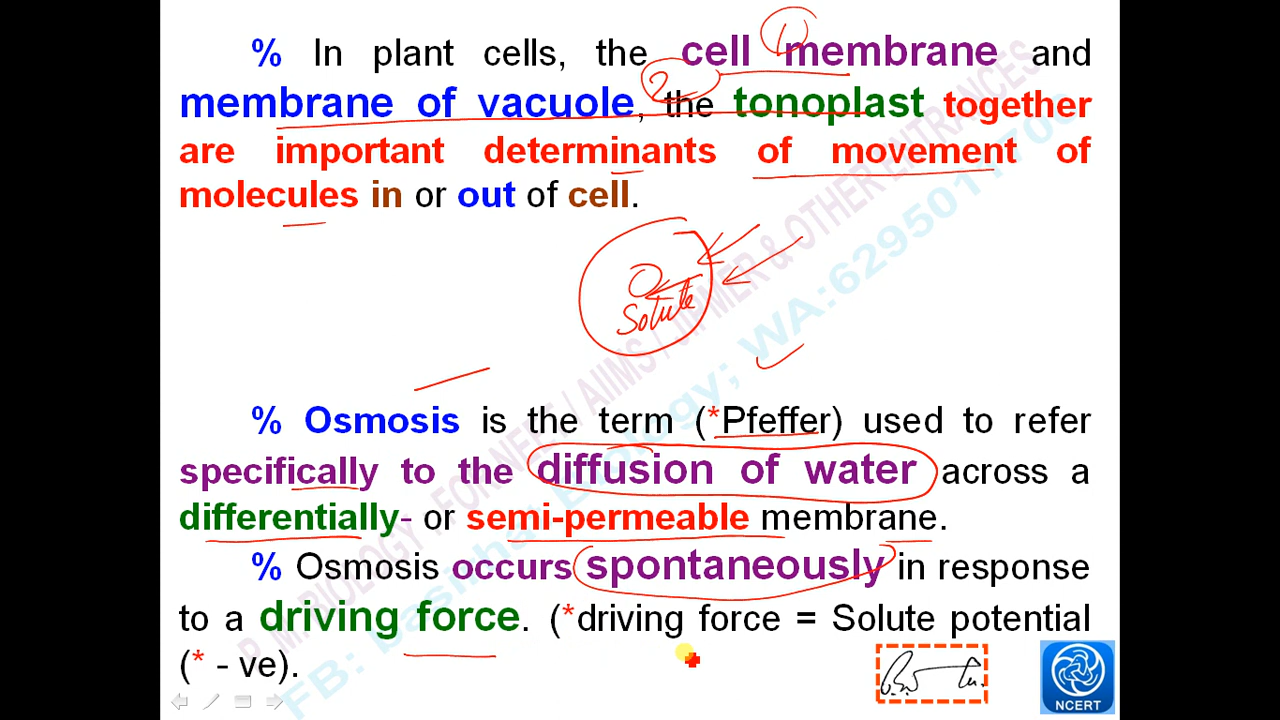 % In plant cells, the cell membrane and
membrane of vacuole, the tonoplast together
are important determinants of movement of
molecules in or out of cell.
1
2
Solute
% Osmosis is the term (*Pfeffer) used to refer
specifically to the diffusion of water across a
differentially- or semi-permeable membrane.
% Osmosis occurs spontaneously in response
to a driving force. (*driving force = Solute potential
(* - ve).
NCERT